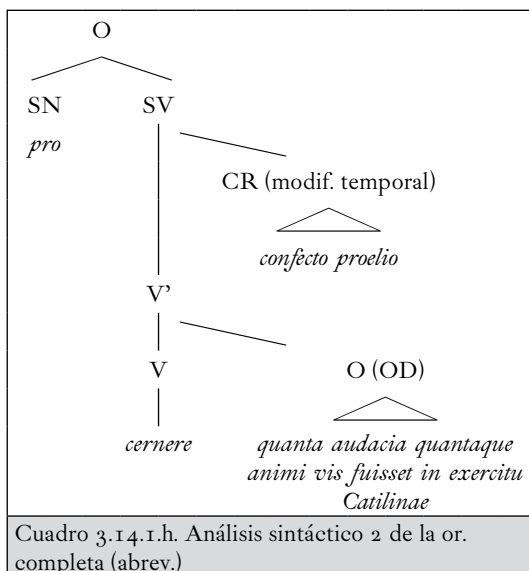 O
SN SV
pro
CR (modif. temporal)
confecto proelio
V’
V O (OD)
cernere quanta audacia quantaque
animi vis fuisset in exercitu
Catilinae
Cuadro 3.14.1.h. Análisis sintáctico 2 de la or.
completa (abrev.)